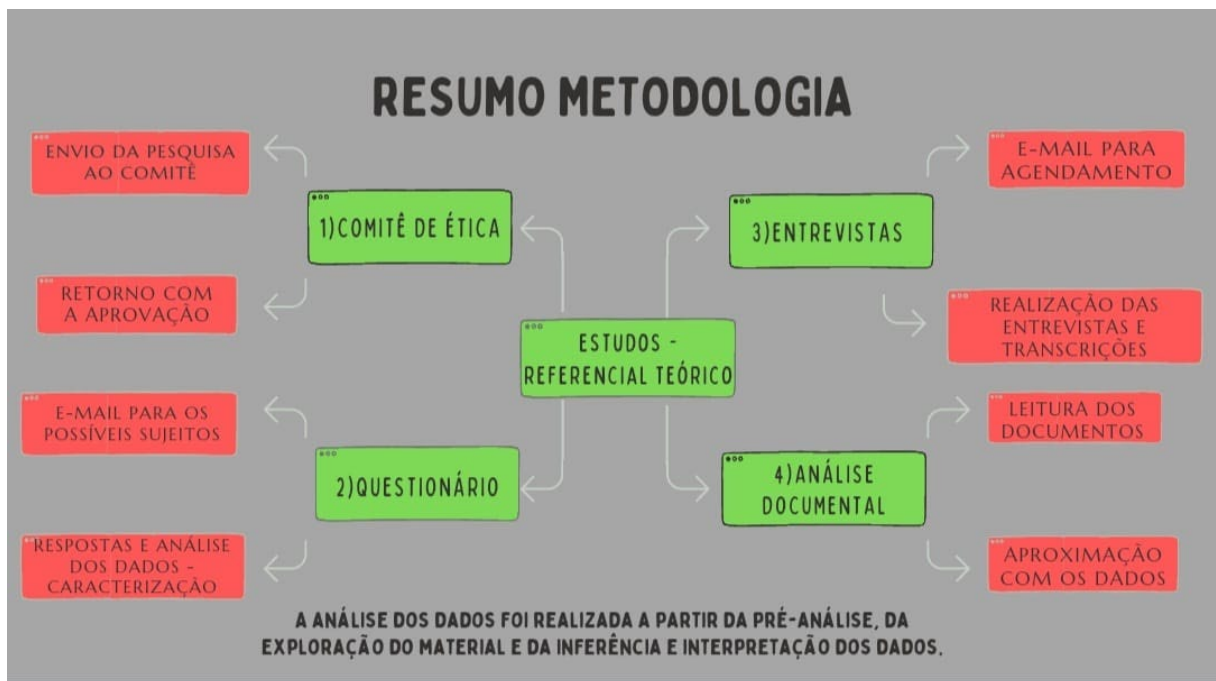 RESUMO METODOLOGIA
ENVIO DA PESQUISA
AO COMITÊ
1)COMITÊ DE ÉTICA
RETORNO COM
A APROVAÇÃO
E-MAIL PARA OS
POSSÍVEIS SUJEITOS
2)QUESTIONÁRIO
RESPOSTAS E ANÁLISE
DOS DADOS -
CARACTERIZAÇÃO
ESTUDOS -
REFERENCIAL TEÓRICO
E-MAIL PARA
AGENDAMENTO
3)ENTREVISTAS
REALIZAÇÃO DAS
ENTREVISTAS E
TRANSCRIÇÕES
LEITURA DOS
DOCUMENTOS
4)ANÁLISE
DOCUMENTAL
APROXIMAÇÃO
COM OS DADOS
A ANÁLISE DOS DADOS FOI REALIZADA A PARTIR DA PRÉ-ANÁLISE, DA
EXPLORAÇÃO DO MATERIAL E DA INFERÊNCIA E INTERPRETAÇÃO DOS DADOS.